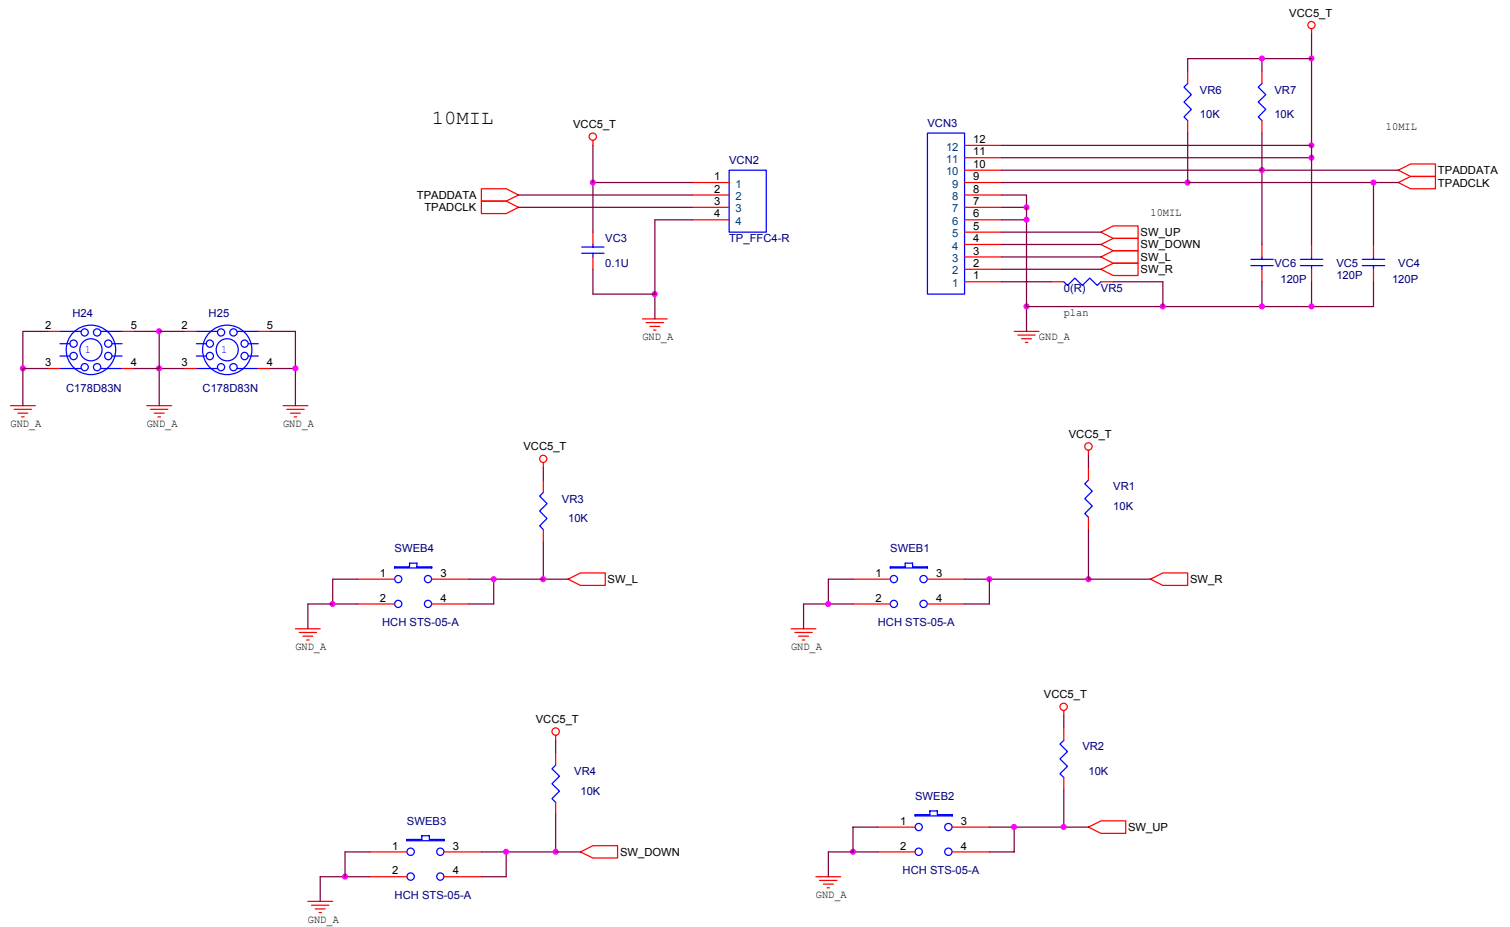 VCC5_T
VR6
10K
VR7
10K
10MIL
10MIL
VCC5_T
VCN2
TPADDATA
TPADCLK
1
2
3
4
1
2
3
4
TP_FFC4-R
VC3
0.1U
GND_A
VCN3
12
11
10
9
8
7
6
5
4
3
2
1
12
11
10
9
8
7
6
5
4
3
2
1
TPADDATA
TPADCLK
10MIL
SW_UP
SW_DOWN
SW_L
SW_R
0(R)
VR5
plan
GND_A
VC6
120P
VC5
120P
VC4
120P
H24
2
5
1
3
4
C178D83N
H25
2
5
1
3
4
C178D83N
GND_A
GND_A
GND_A
VCC5_T
VR3
10K
SWEB4
1
3
2
4
SW_L
HCH STS-05-A
GND_A
VCC5_T
VR1
10K
SWEB1
1
3
2
4
SW_R
HCH STS-05-A
GND_A
VCC5_T
VR4
10K
SWEB3
1
3
2
4
SW_DOWN
HCH STS-05-A
GND_A
VCC5_T
VR2
10K
SWEB2
1
3
2
4
SW_UP
HCH STS-05-A
GND_A